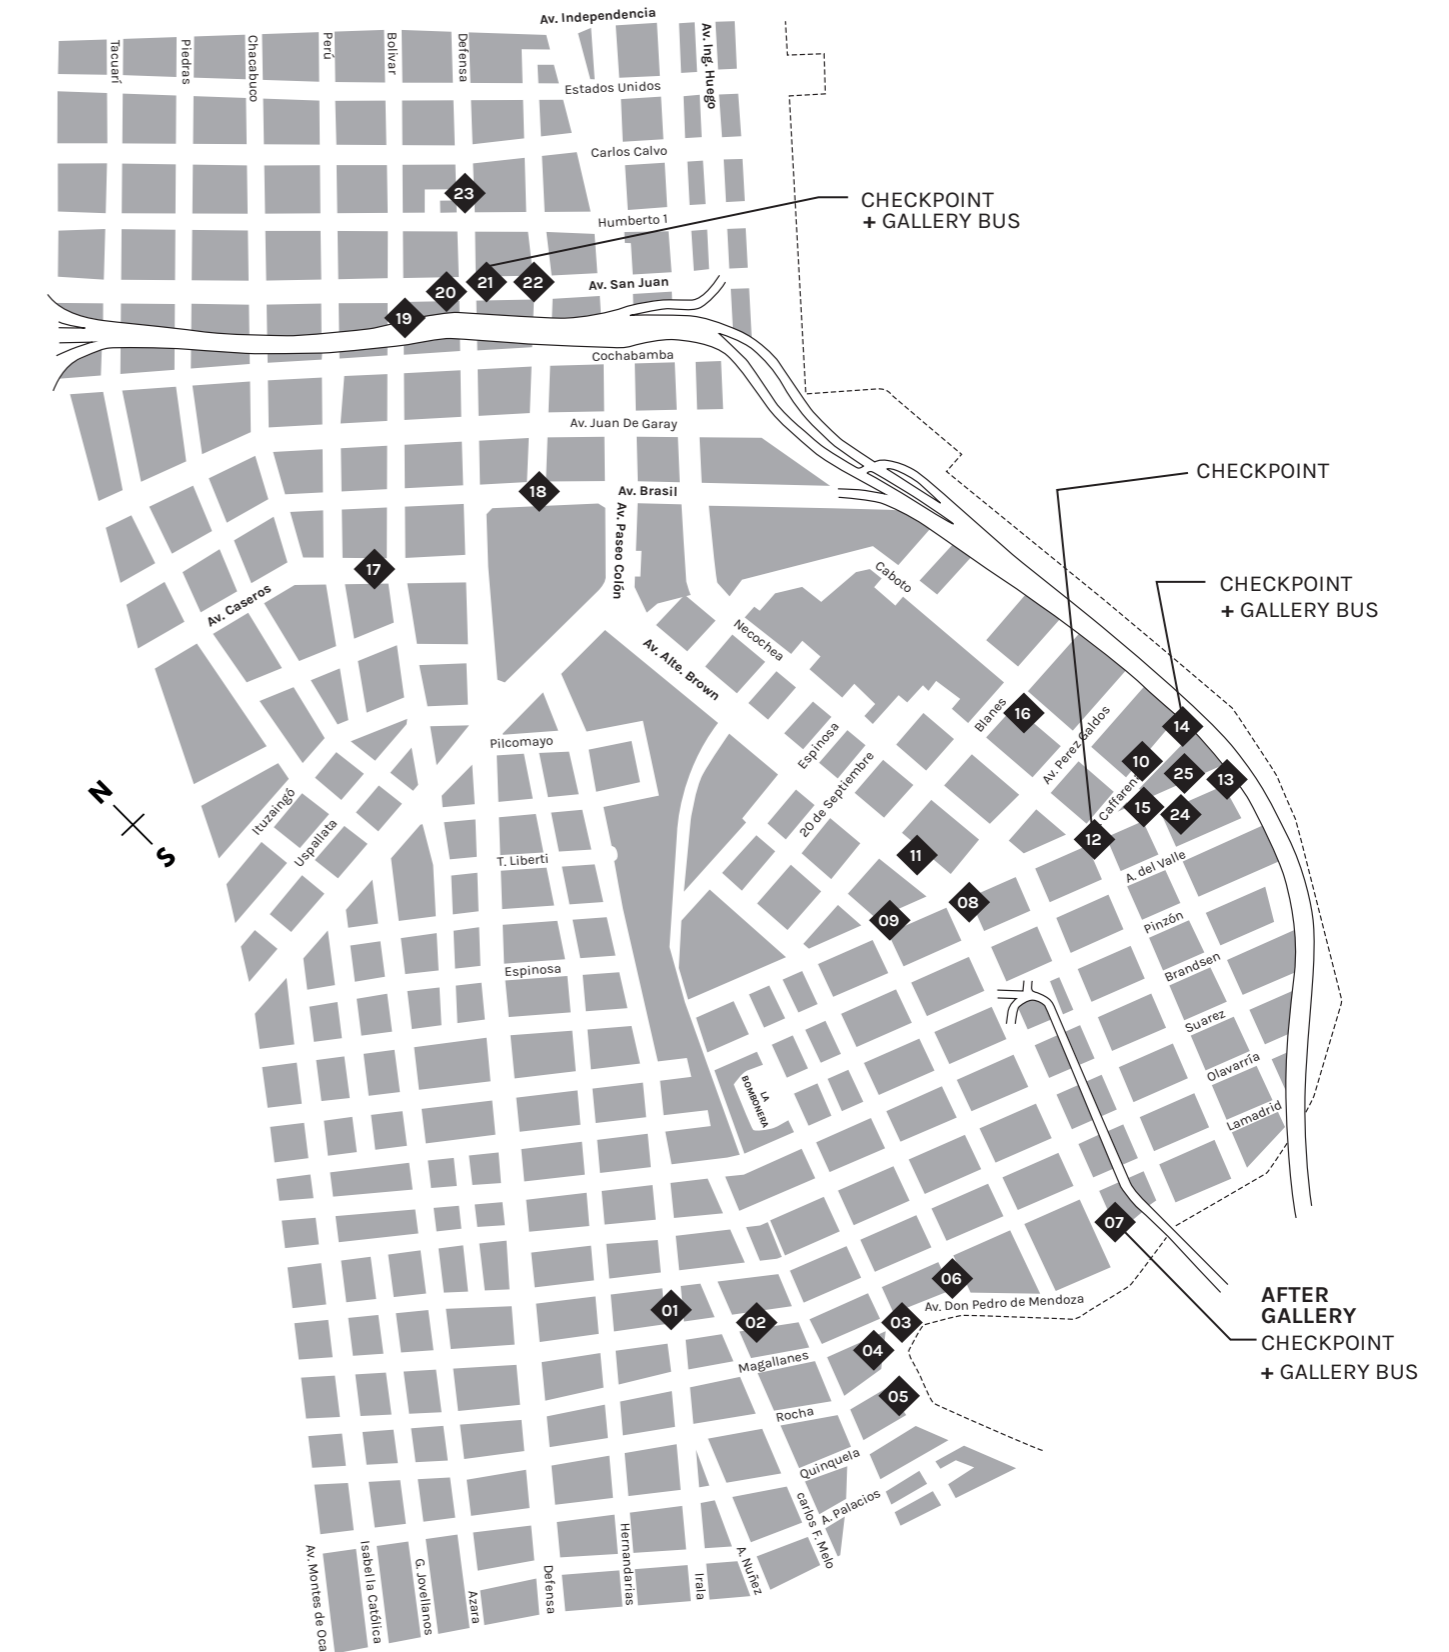 Av. Independencia
Tacuarí
Piedras
Chacabuco
Perú
Bolivar
Defensa
Av. Ing. Huego
Estados Unidos
Carlos Calvo
23
CHECKPOINT
+ GALLERY BUS
Humberto 1
20
21
22
Av. San Juan
19
Cochabamba
Av. Juan De Garay
CHECKPOINT
18
Av. Brasil
Av. Paseo Colón
17
Caboto
CHECKPOINT
+ GALLERY BUS
Av. Caseros
Necochea
Av. Alte. Brown
16
Blanes
14
Pilcomayo
Espinosa
Av. Perez Galdos
10
25
13
N
S
Ituzaingó
Uspallata
20 de Septiembre
15
24
12
T. Liberti
11
A. del Valle
09
08
Pinzón
Espinosa
Brandsen
Suarez
Olavarría
LA
BOMBONERA
Lamadrid
07
06
01
02
03
Av. Don Pedro de Mendoza
AFTER
GALLERY
CHECKPOINT
+ GALLERY BUS
04
Magallanes
05
Rocha
Quinquela
A. Palacios
carlos F. Melo
Av. Montes de Oca
Isabel la Católica
G. Jovellanos
Azara
Defensa
Hernandarias
Irala
A. Nuñez